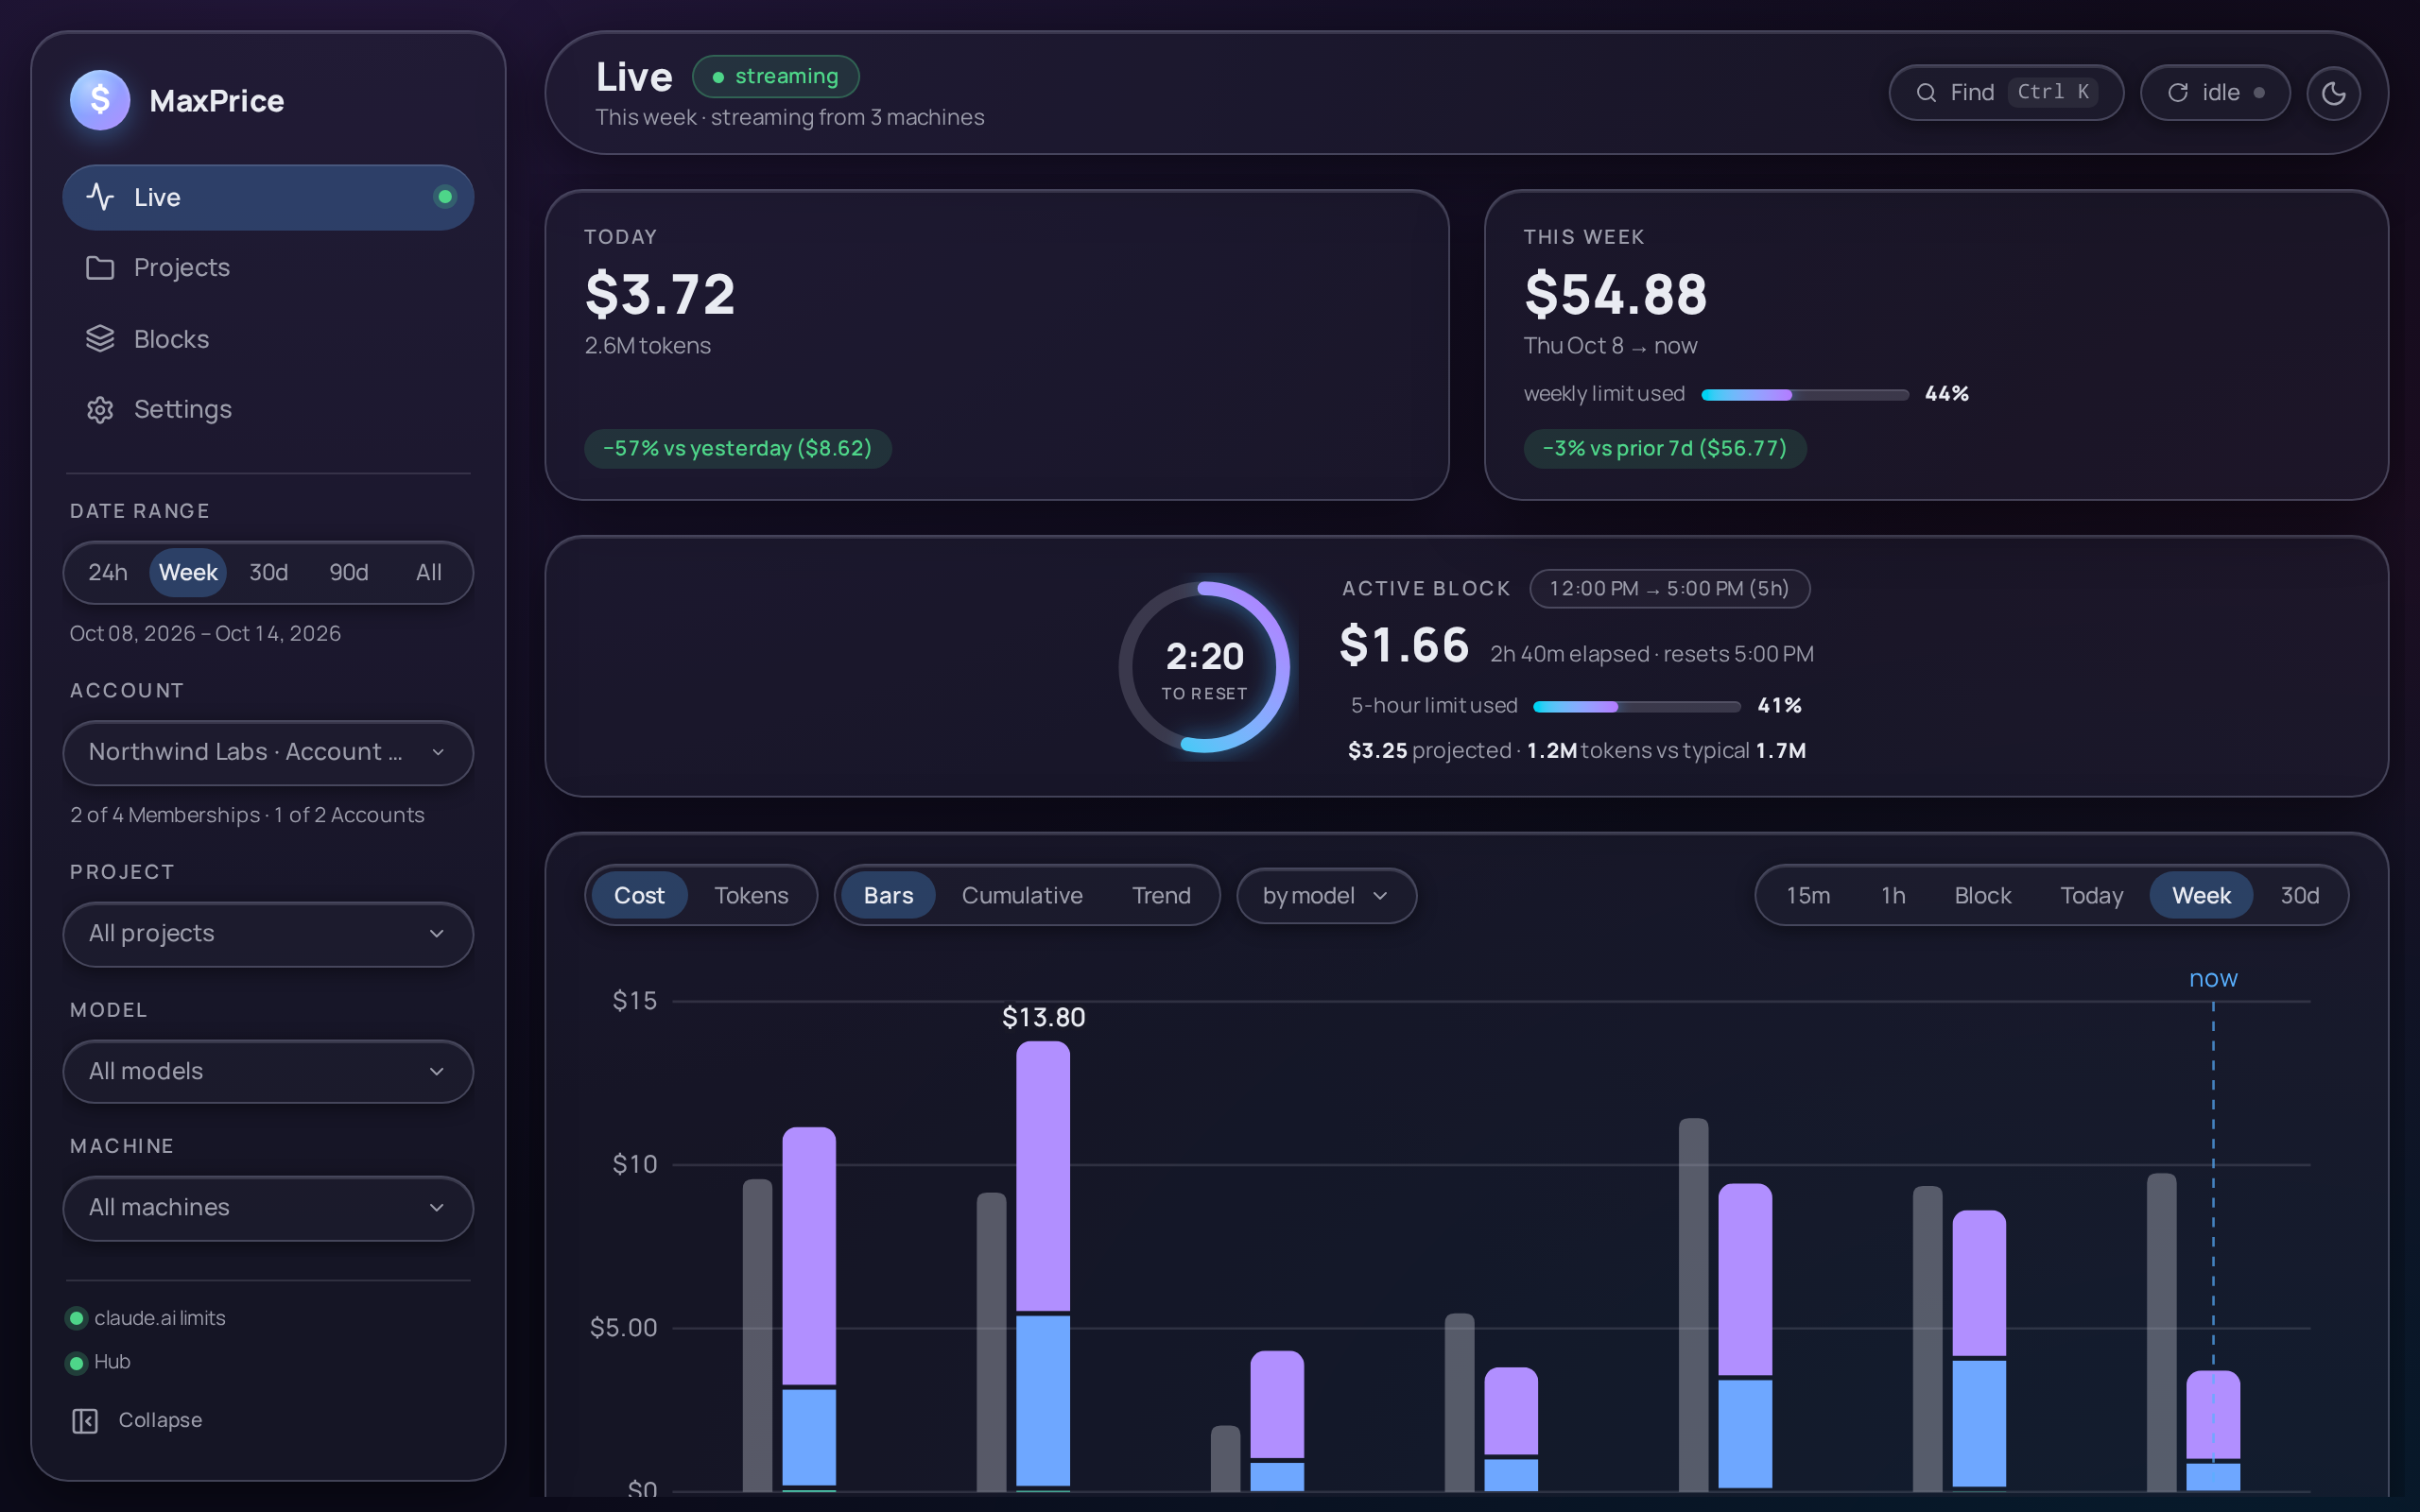 $ MaxPrice
Live
Projects
Blocks
Settings
DATE RANGE
24h Week 30d 90d All
Oct 08, 2026 – Oct 14, 2026
ACCOUNT
Northwind Labs · Account ...
2 of 4 Memberships · 1 of 2 Accounts
PROJECT
All projects
MODEL
All models
MACHINE
All machines
claude.ai limits
Hub
Collapse
Live streaming
This week · streaming from 3 machines
Find Ctrl K idle
TODAY
$3.72
2.6M tokens
−57% vs yesterday ($8.62)
THIS WEEK
$54.88
Thu Oct 8 → now
weekly limit used 44%
−3% vs prior 7d ($56.77)
2:20
TO RESET
ACTIVE BLOCK 12:00 PM → 5:00 PM (5h)
$1.66 2h 40m elapsed · resets 5:00 PM
5-hour limit used 41%
$3.25 projected · 1.2M tokens vs typical 1.7M
Cost Tokens Bars Cumulative Trend by model 15m 1h Block Today Week 30d
now
$15
$13.80
$10
$5.00
$0